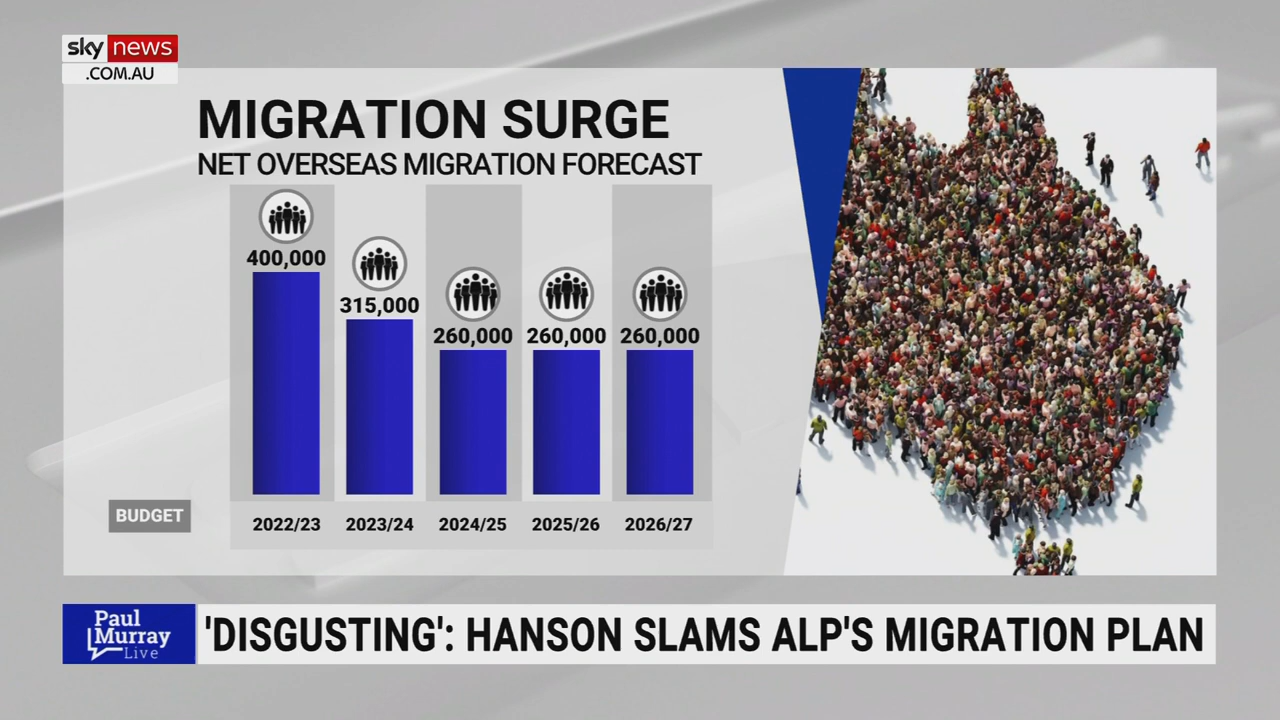 sky news
.COM.AU
MIGRATION SURGE
NET OVERSEAS MIGRATION FORECAST
400,000
315,000
260,000
260,000
260,000
BUDGET
2022/23
2023/24
2024/25
2025/26
2026/27
Paul
Murray
Live
'DISGUSTING': HANSON SLAMS ALP'S MIGRATION PLAN